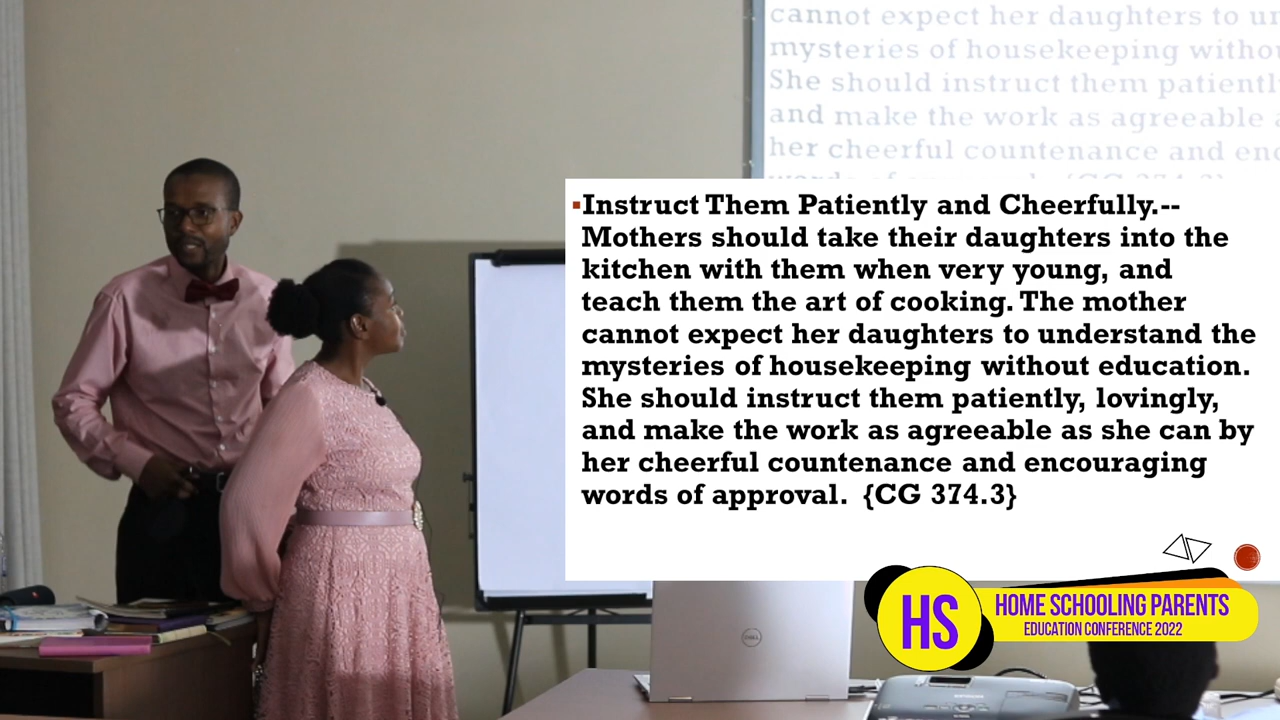 cannot expect her daughters to
mysteries of housekeeping
She should instruct them
and make the work as agreeable
her cheerful countenance and
▪Instruct Them Patiently and Cheerfully.--
Mothers should take their daughters into the
kitchen with them when very young, and
teach them the art of cooking. The mother
cannot expect her daughters to understand the
mysteries of housekeeping without education.
She should instruct them patiently, lovingly,
and make the work as agreeable as she can by
her cheerful countenance and encouraging
words of approval.  {CG 374.3}
DELL
HS
HOME SCHOOLING PARENTS
EDUCATION CONFERENCE 2022